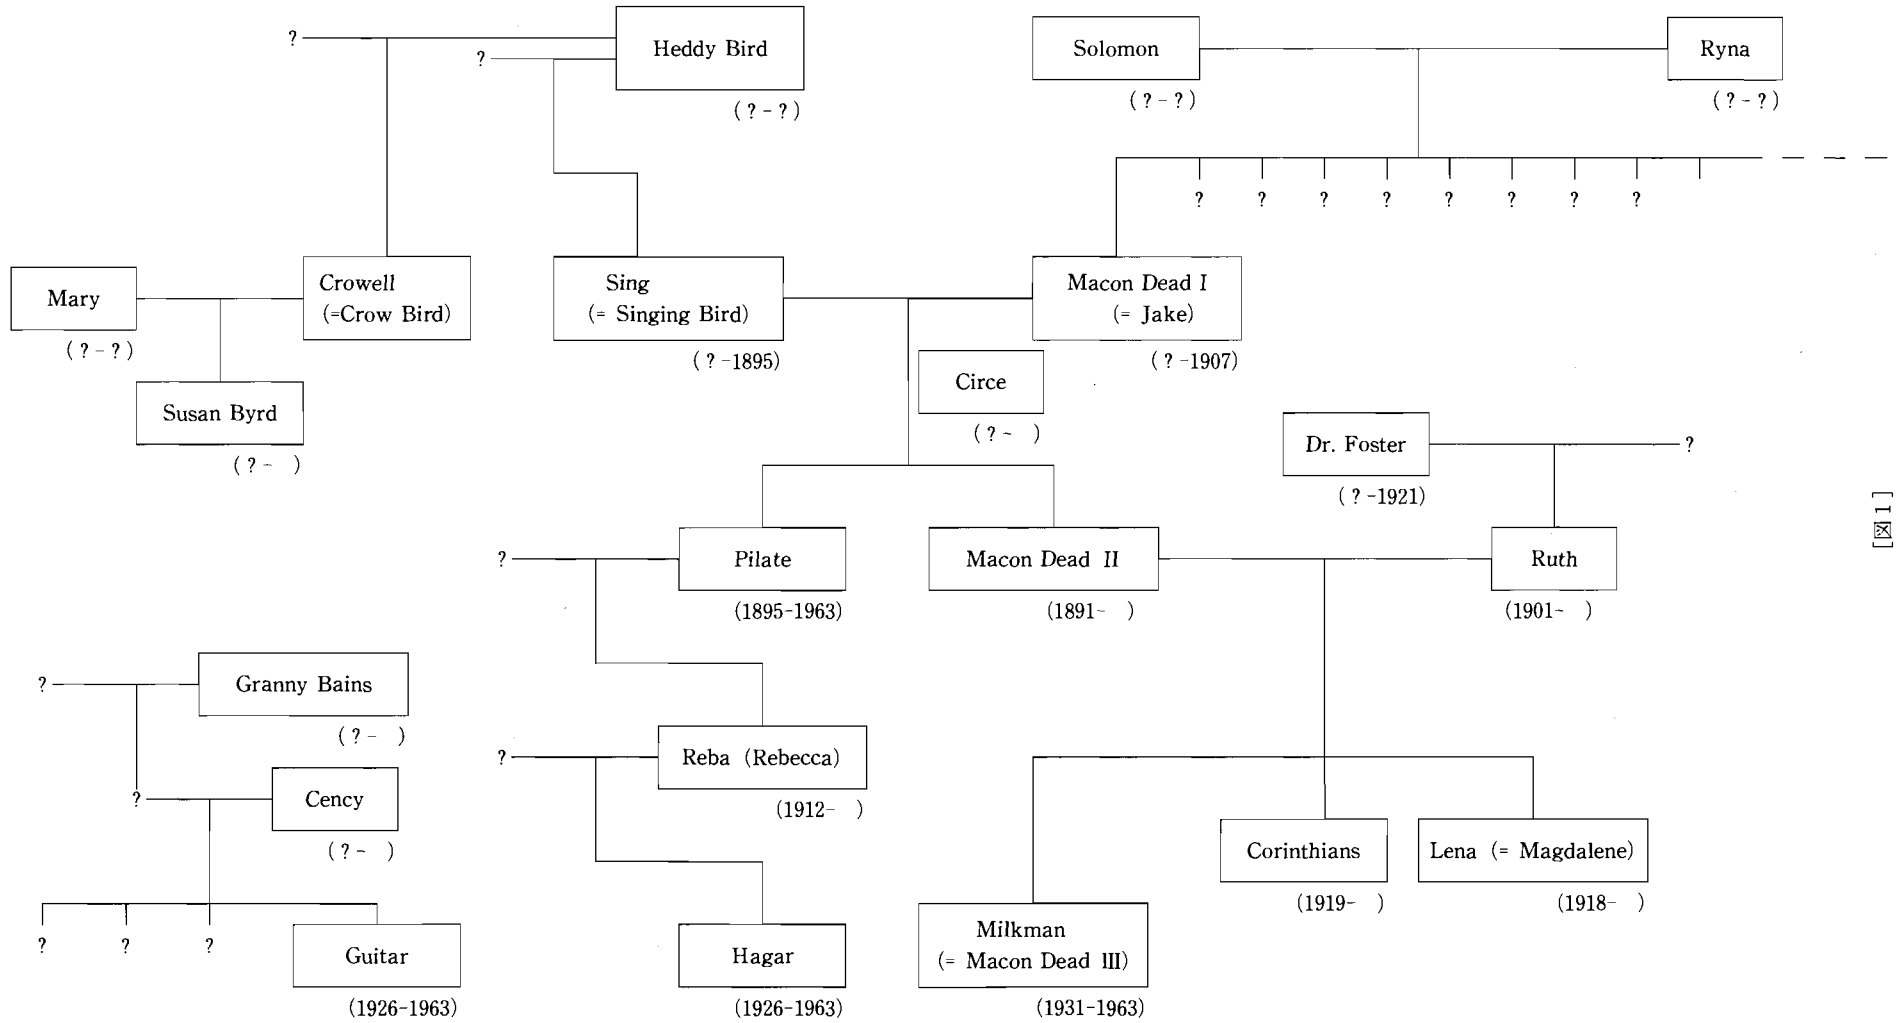 ?
Heddy Bird
?
( ? - ? )
Solomon
( ? - ? )
Ryna
( ? - ? )
? ? ? ? ? ? ? ?
Mary
( ? - ? )
Crowell
(=Crow Bird)
Sing
(= Singing Bird)
( ? -1895)
Macon Dead I
(= Jake)
( ? -1907)
Susan Byrd
( ? -   )
Circe
( ? -   )
Dr. Foster
( ? -1921)
?
[図1]
?
Pilate
(1895-1963)
Macon Dead II
(1891-   )
Ruth
(1901-   )
?
Granny Bains
( ? -   )
?
Cency
( ? -   )
?
Reba (Rebecca)
(1912-   )
Corinthians
(1919-   )
Lena (= Magdalene)
(1918-   )
? ? ?
Guitar
(1926-1963)
Hagar
(1926-1963)
Milkman
(= Macon Dead III)
(1931-1963)